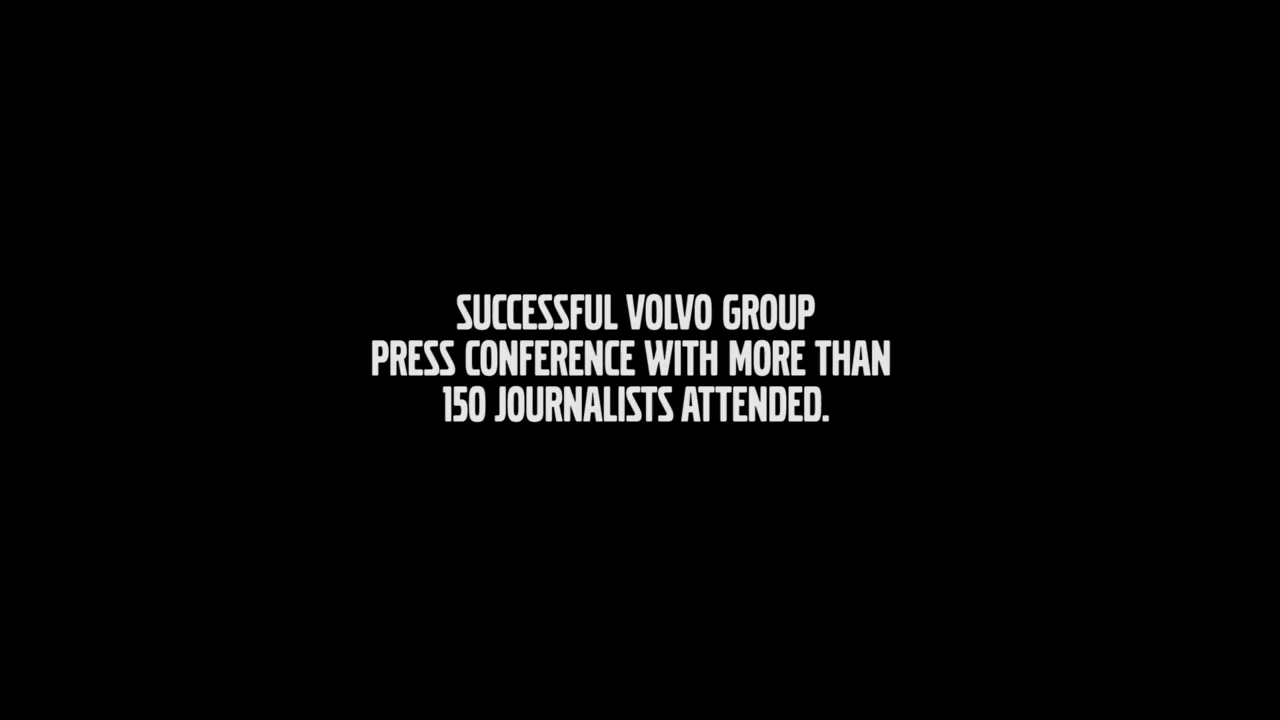 SUCCESSFUL VOLVO GROUP
PRESS CONFERENCE WITH MORE THAN
150 JOURNALISTS ATTENDED.